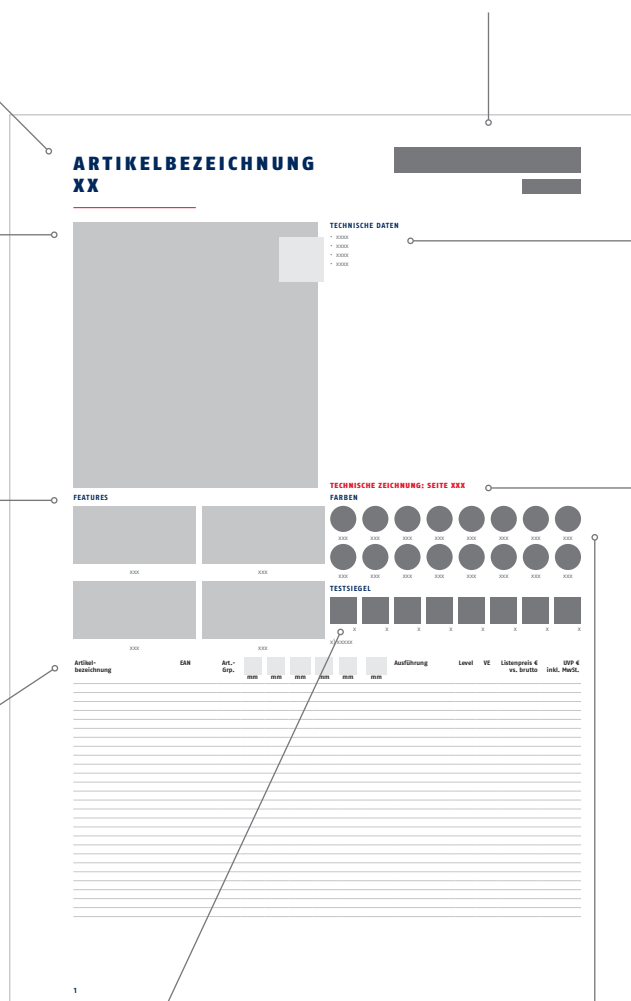 ARTIKELBEZEICHNUNG
XX
TECHNISCHE DATEN
- xxxx
- xxxx
- xxxx
- xxxx
TECHNISCHE ZEICHNUNG: SEITE XXX
FEATURES
FARBEN
xxx xxx xxx xxx xxx xxx xxx xxx
xxx xxx
xxx xxx xxx xxx xxx xxx xxx xxx
TESTSIEGEL
x x x x x x x
xxx xxx
Artikel-
bezeichnung
EAN
Art.-
Grp.
mm mm mm mm mm mm
Ausführung
Level
VE
Listenpreis €
vs. brutto
UVP €
inkl. MwSt.
1